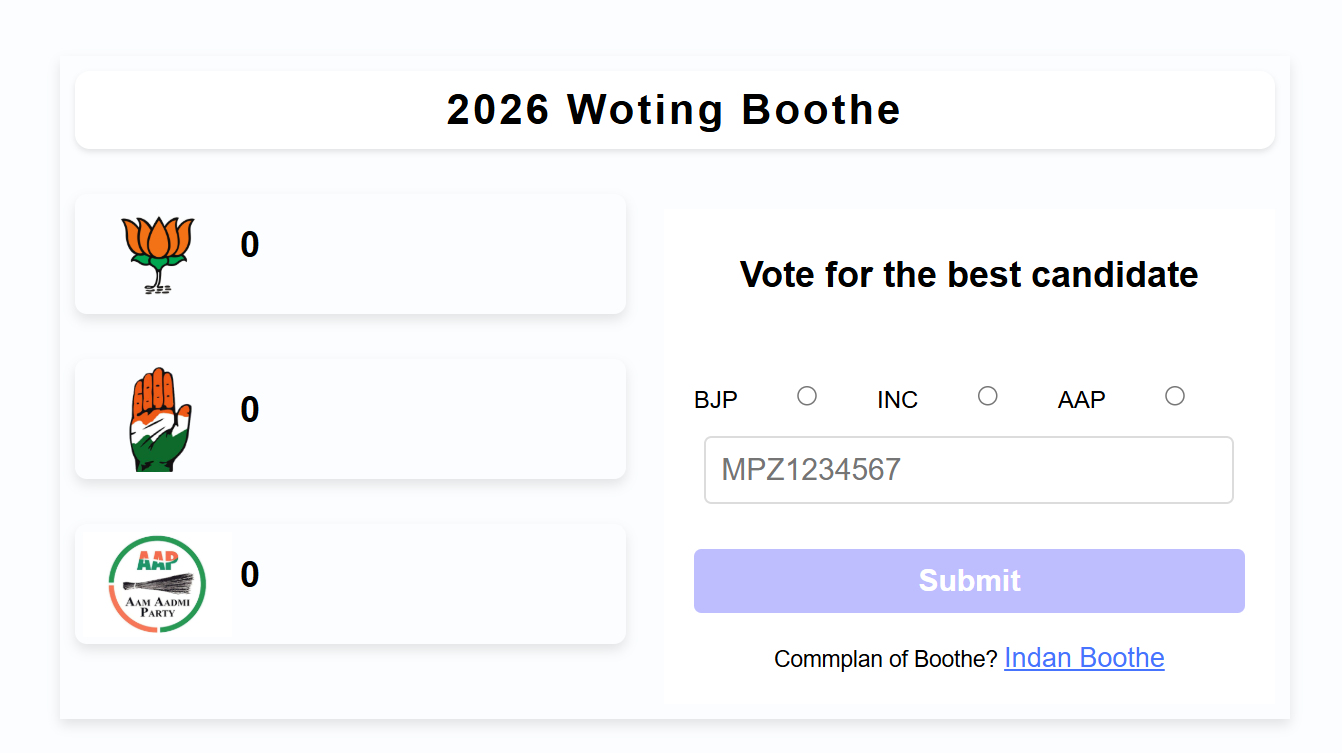 2026 Woting Boothe
0
0
AAP
AAM AADMI
PARTY
0
Vote for the best candidate
BJP INC AAP
MPZ1234567
Submit
Commplan of Boothe? Indan Boothe